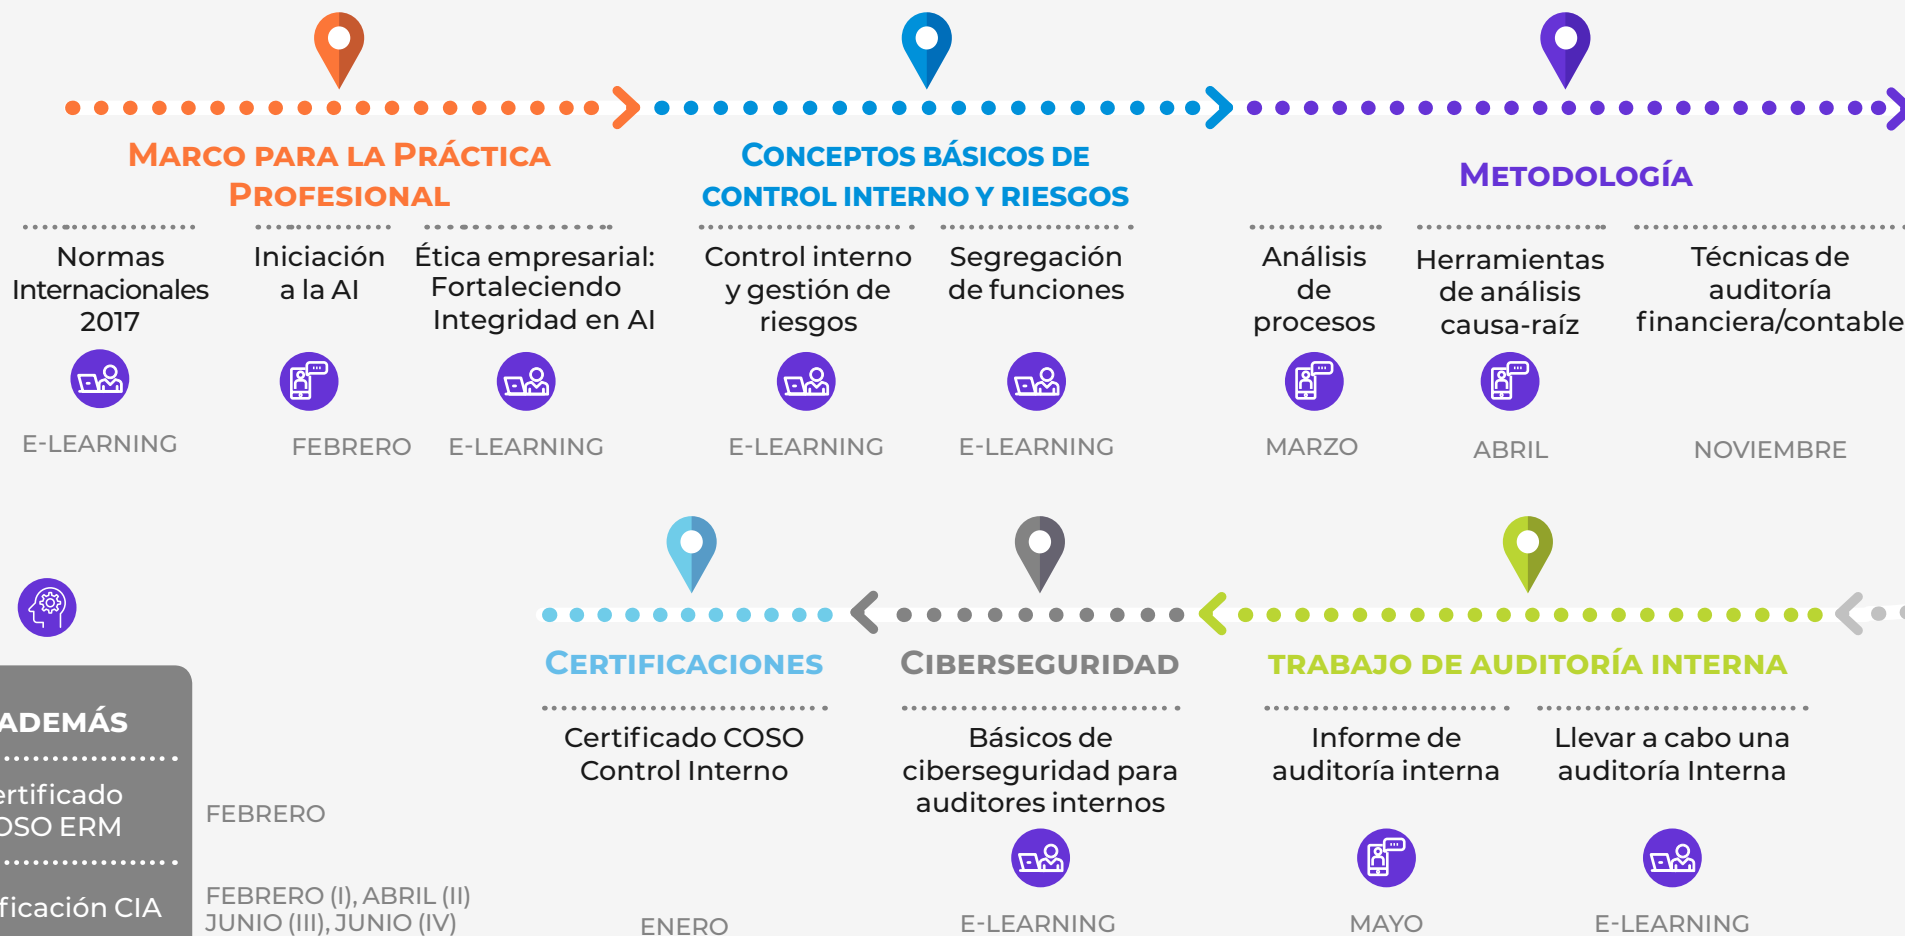 MARCO PARA LA PRÁCTICA
PROFESIONAL
Normas
Internacionales
2017
E-LEARNING
Iniciación
a la AI
FEBRERO
Ética empresarial:
Fortaleciendo
Integridad en AI
E-LEARNING
CONCEPTOS BÁSICOS DE
CONTROL INTERNO Y RIESGOS
Control interno
y gestión de
riesgos
E-LEARNING
Segregación
de funciones
E-LEARNING
METODOLOGÍA
Análisis
de
procesos
MARZO
Herramientas
de análisis
causa-raíz
ABRIL
Técnicas de
auditoría
financiera/contable
NOVIEMBRE
ADEMÁS
ertificado
OSO ERM
FEBRERO
ficación CIA
FEBRERO (I), ABRIL (II)
JUNIO (III), JUNIO (IV)
CERTIFICACIONES
Certificado COSO
Control Interno
ENERO
CIBERSEGURIDAD
Básicos de
ciberseguridad para
auditores internos
E-LEARNING
TRABAJO DE AUDITORÍA INTERNA
Informe de
auditoría interna
MAYO
Llevar a cabo una
auditoría Interna
E-LEARNING